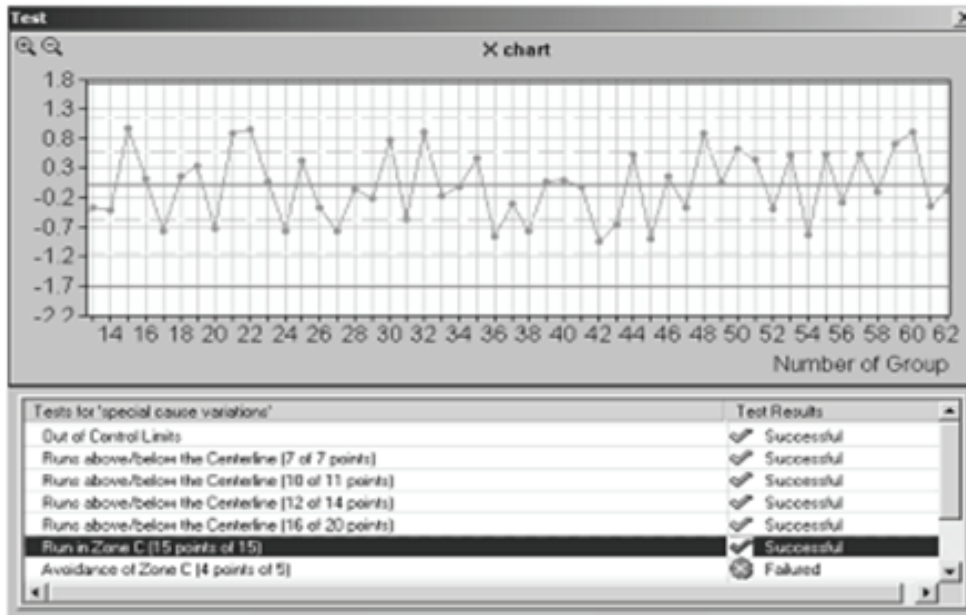 Test
X chart
1.8
1.3
0.8
0.3
-0.2
-0.7
-1.2
-1.7
-2.2
14 16 18 20 22 24 26 28 30 32 34 36 38 40 42 44 46 48 50 52 54 56 58 60 62
Number of Group
Tests for 'special cause variations' Test Results
Out of Control Limits Successful
Runs above/below the Centerline (7 of 7 points) Successful
Runs above/below the Centerline (10 of 11 points) Successful
Runs above/below the Centerline (12 of 14 points) Successful
Runs above/below the Centerline (16 of 20 points) Successful
Run in Zone C (15 points of 15) Successful
Avoidance of Zone C (4 points of 5) Failured